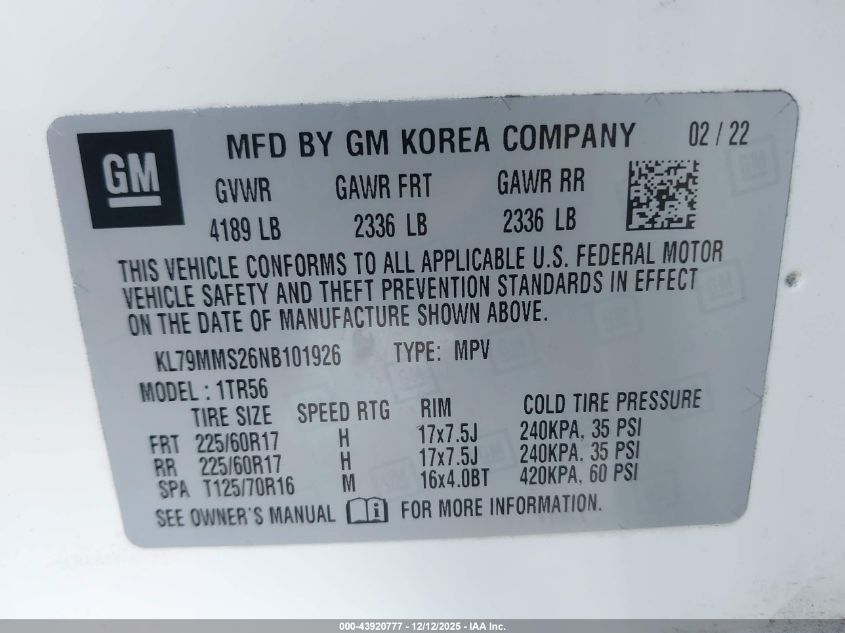 GM
MFD BY GM KOREA COMPANY 02 / 22
GVWR GAWR FRT GAWR RR
4189 LB 2336 LB 2336 LB
THIS VEHICLE CONFORMS TO ALL APPLICABLE U.S. FEDERAL MOTOR
VEHICLE SAFETY AND THEFT PREVENTION STANDARDS IN EFFECT
ON THE DATE OF MANUFACTURE SHOWN ABOVE.
KL79MMS26NB101926 TYPE: MPV
MODEL : 1TR56
TIRE SIZE SPEED RTG RIM COLD TIRE PRESSURE
FRT 225/60R17 H 17x7.5J 240KPA, 35 PSI
RR 225/60R17 H 17x7.5J 240KPA. 35 PSI
SPA T125/70R16 M 16x4.0BT 420KPA, 60 PSI
SEE OWNER'S MANUAL FOR MORE INFORMATION.
000-43920777 - 12/12/2025 - IAA Inc.